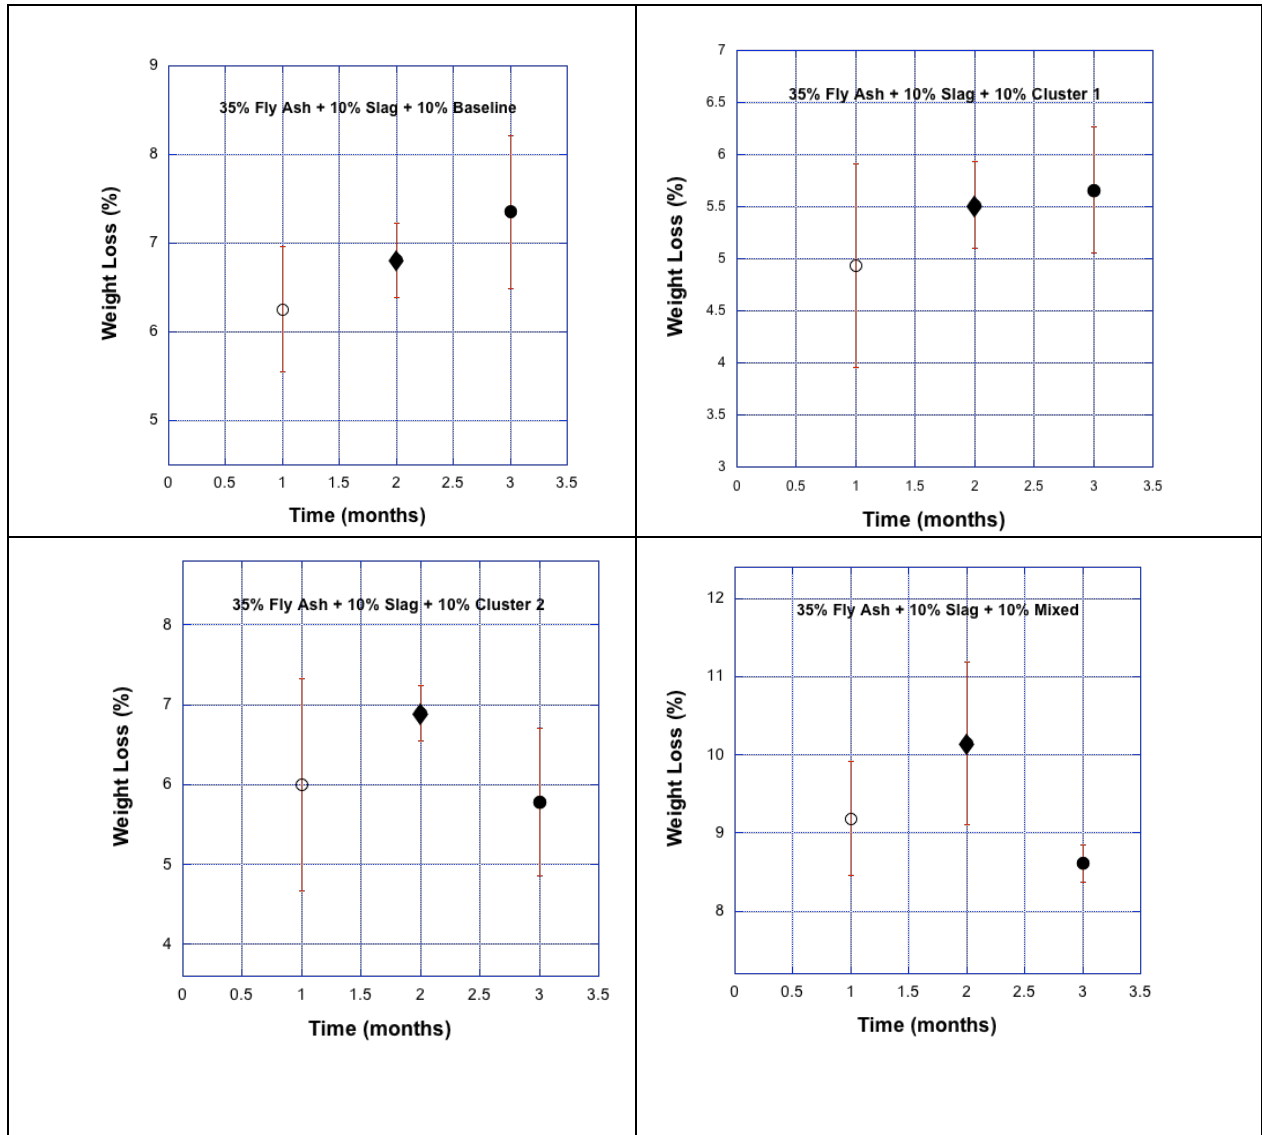 9
35% Fly Ash + 10% Slag + 10% Baseline
8
7
6
5
Weight Loss (%)
0 0.5 1 1.5 2 2.5 3 3.5
Time (months)
7
35% Fly Ash + 10% Slag + 10% Cluster 1
6.5
6
5.5
5
4.5
4
3.5
3
Weight Loss (%)
0 0.5 1 1.5 2 2.5 3 3.5
Time (months)
35% Fly Ash + 10% Slag + 10% Cluster 2
8
7
6
5
4
Weight Loss (%)
0 0.5 1 1.5 2 2.5 3 3.5
Time (months)
12
35% Fly Ash + 10% Slag + 10% Mixed
11
10
9
8
Weight Loss (%)
0 0.5 1 1.5 2 2.5 3 3.5
Time (months)